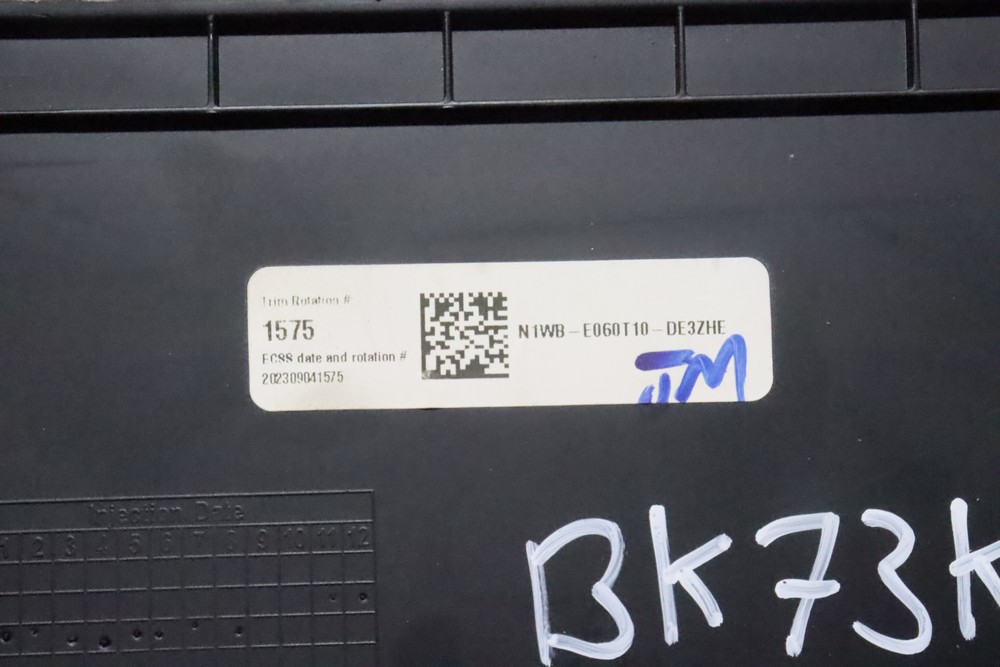 Trim Rotation #
1575
ECSS date and rotation #
202309041575
N1WB-E060T10-DE3ZHE
JM
Injection Date
1 2 3 4 5 6 7 8 9 10 11 12
BK73K